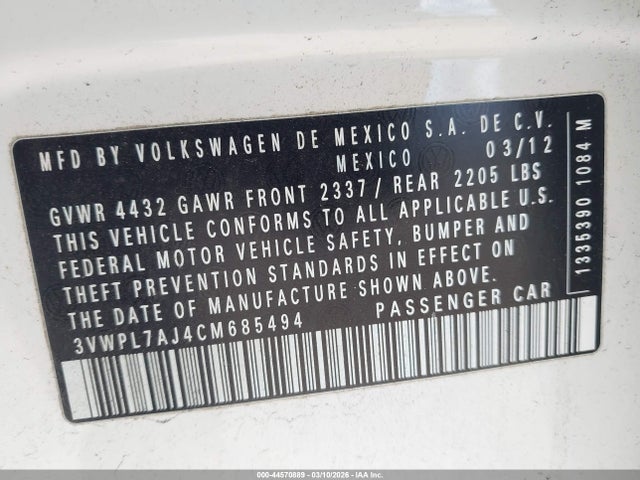 MFD BY VOLKSWAGEN DE MEXICO S.A. DE C.V.
MEXICO 03/12
GVWR 4432 GAWR FRONT 2337 / REAR 2205 LBS
THIS VEHICLE CONFORMS TO ALL APPLICABLE U.S.
FEDERAL MOTOR VEHICLE SAFETY, BUMPER AND
THEFT PREVENTION STANDARDS IN EFFECT ON
THE DATE OF MANUFACTURE SHOWN ABOVE.
3VWPL7AJ4CM685494 PASSENGER CAR
1335390 1084 M
000-44570889 - 03/10/2026 - IAA Inc.